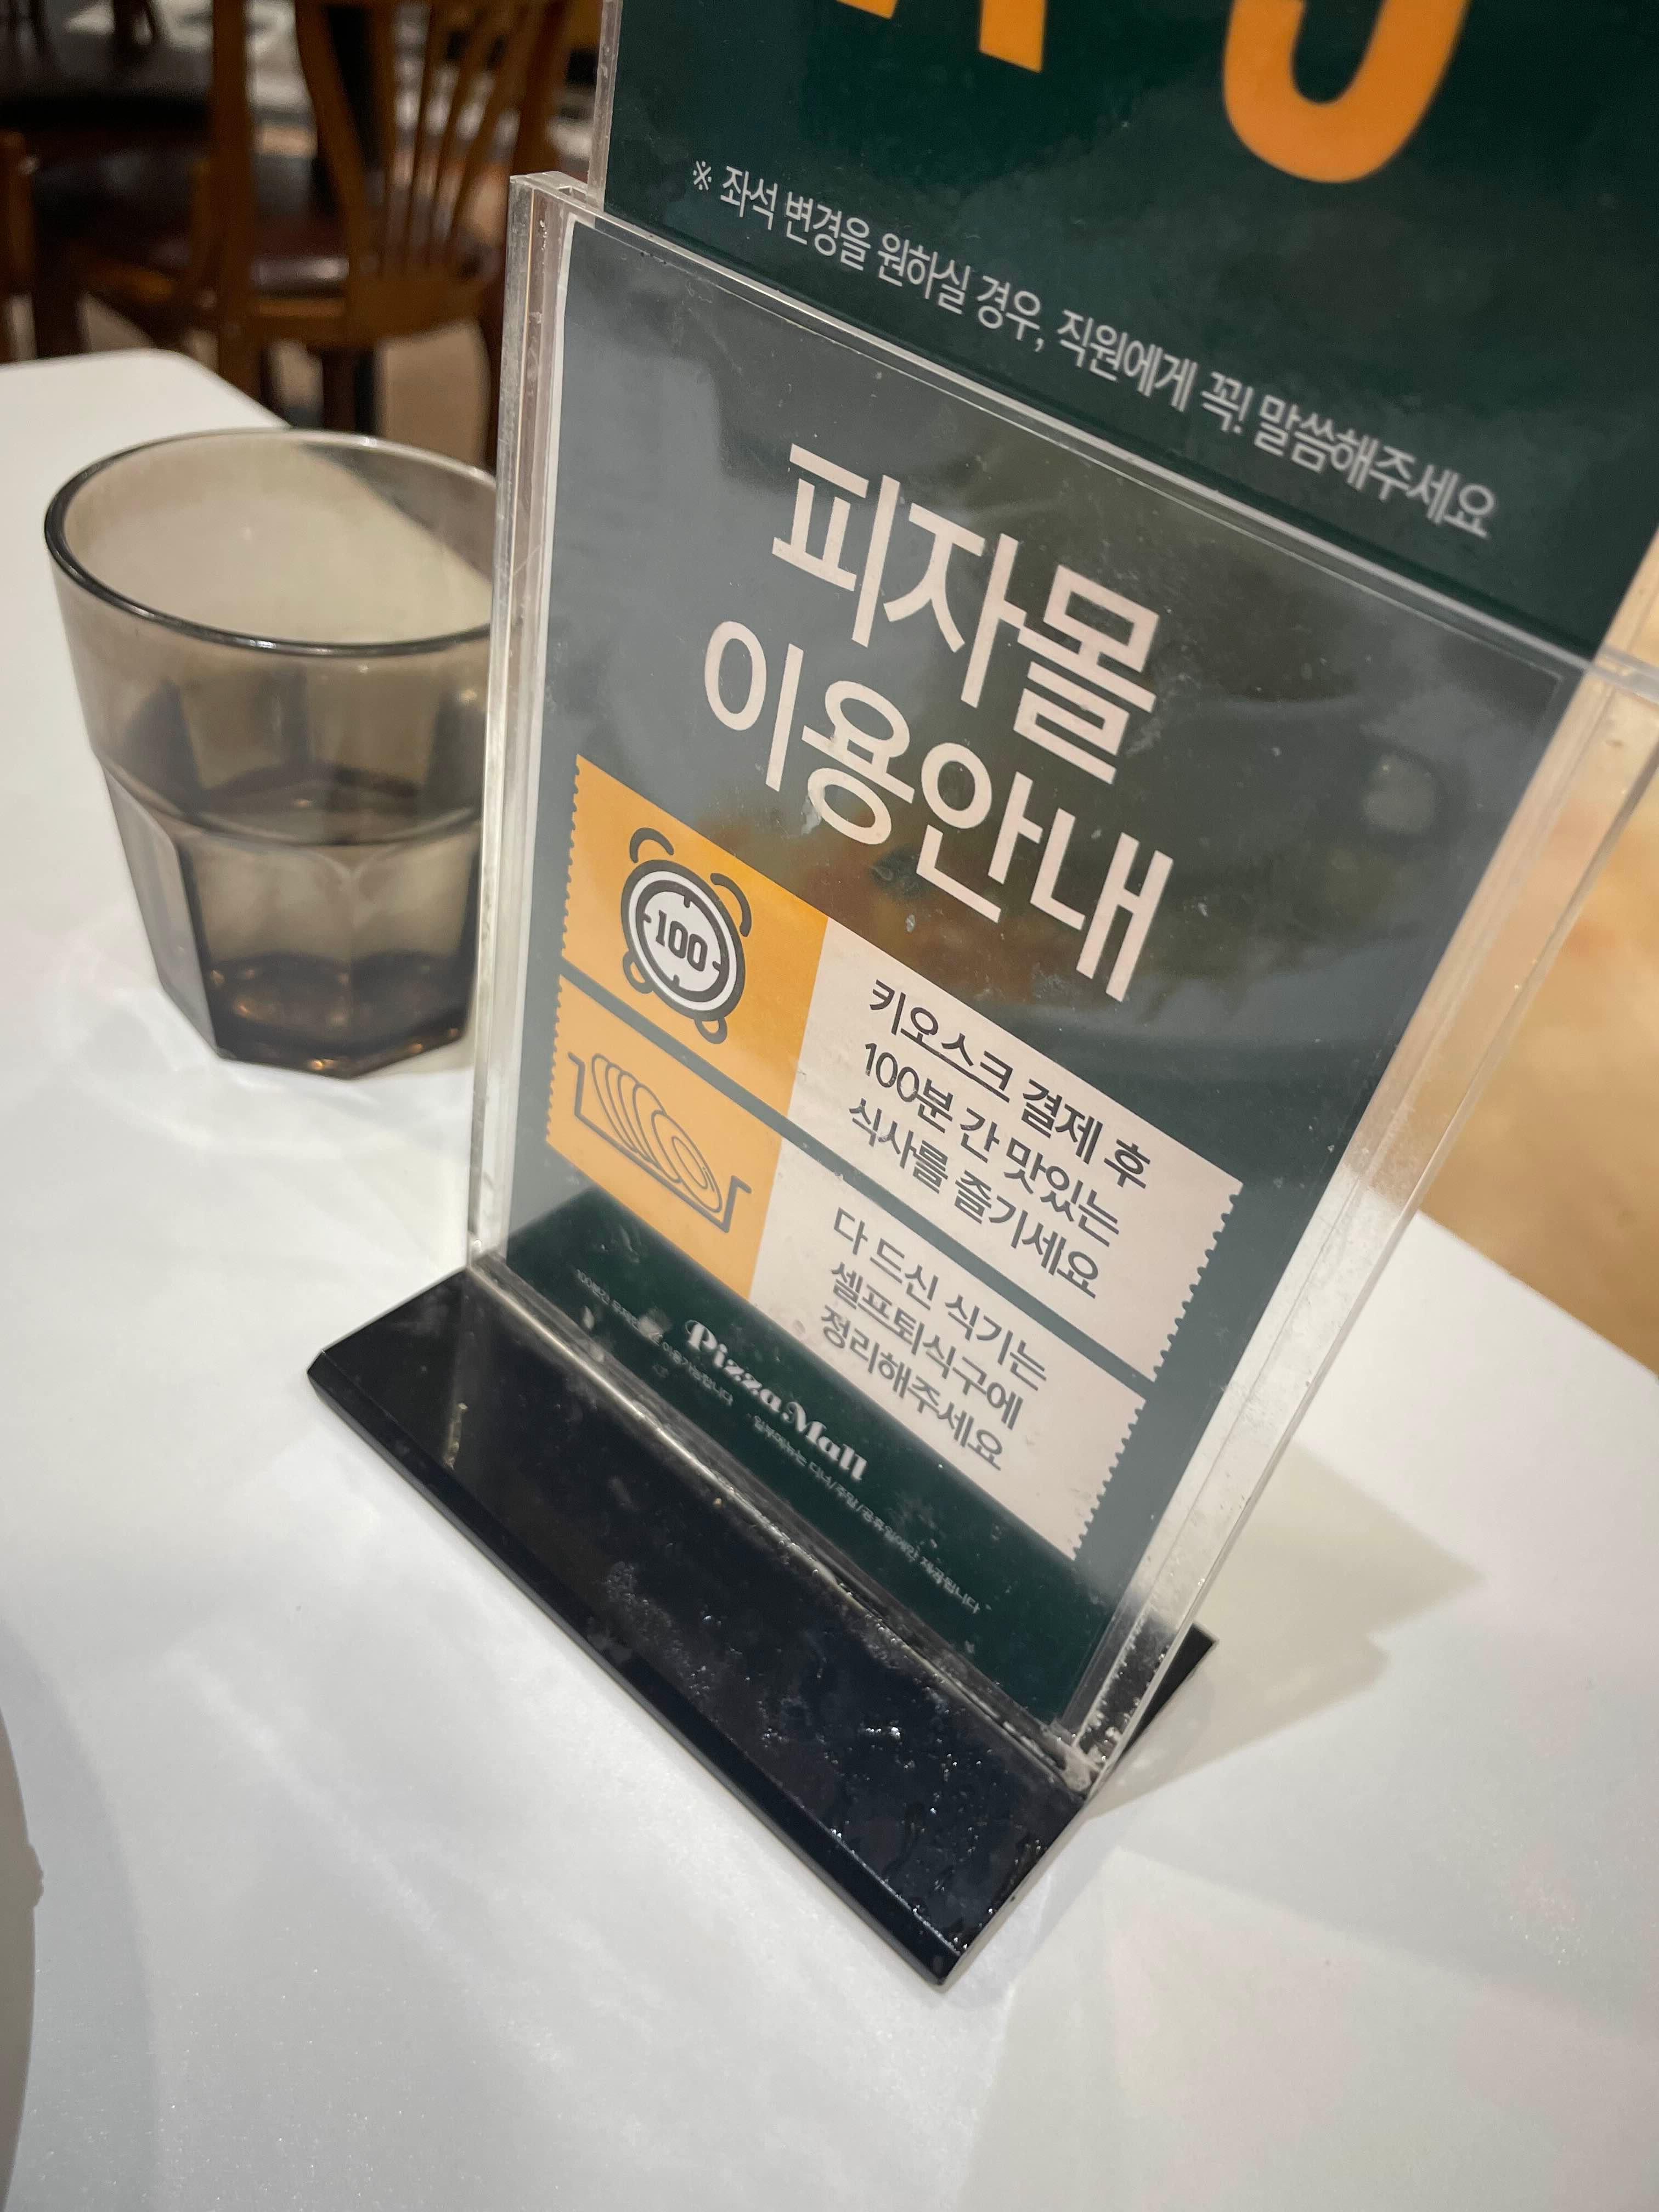 ※ 좌석 변경을 원하실 경우, 직원에게 꼭! 말씀해주세요
피자몰
이용안내
100
키오스크 결제 후
100분 간 맛있는
식사를 즐기세요
다 드신 식기는
셀프퇴식구에
정리해주세요
Pizza Mall